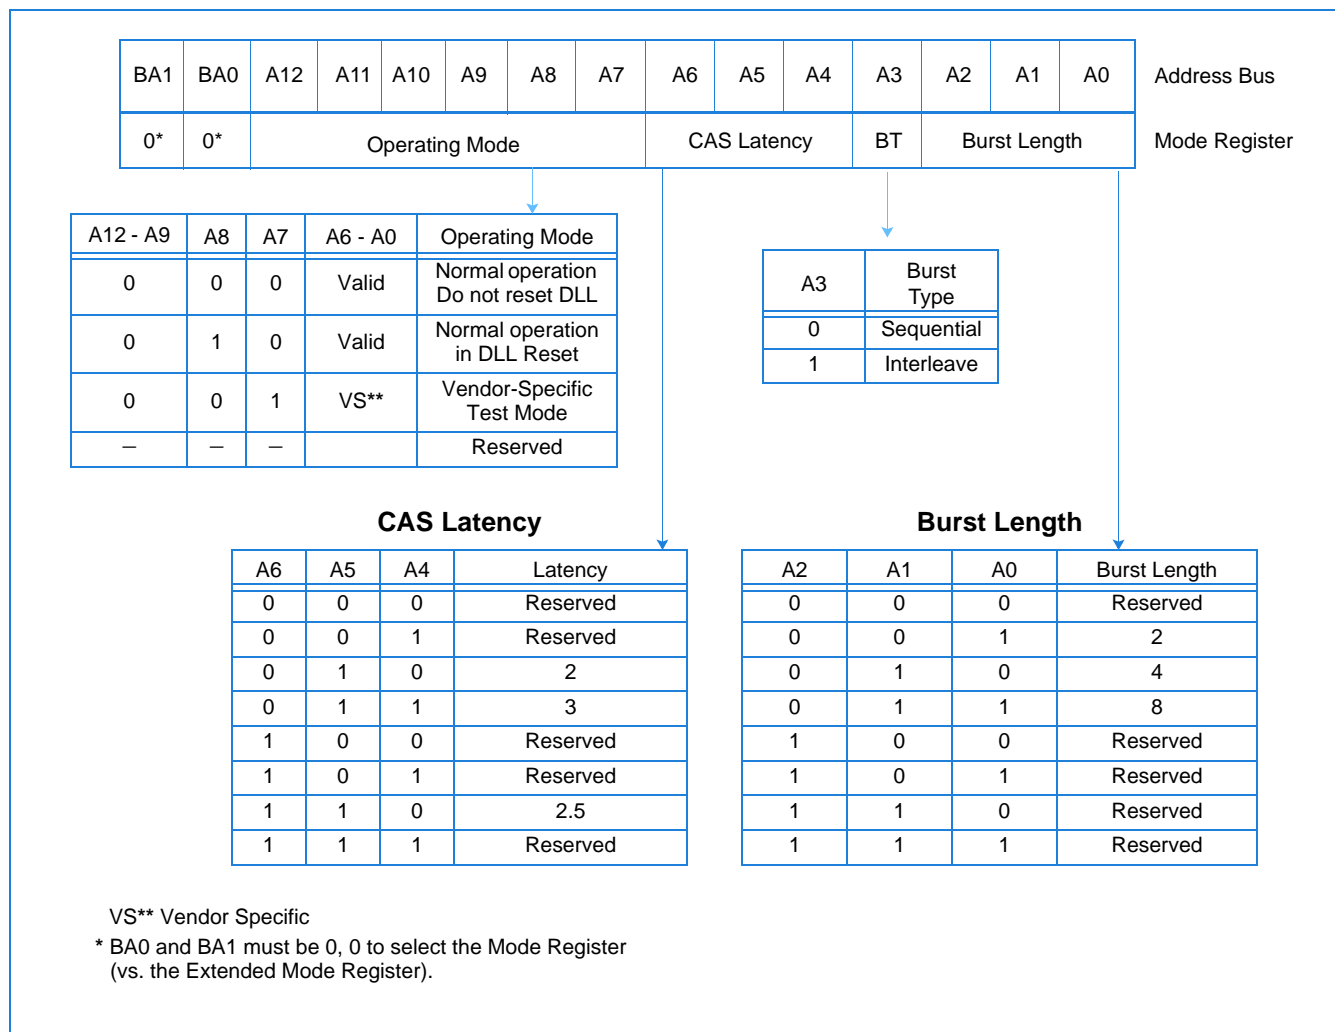 BA1 BA0 A12 A11 A10 A9 A8 A7 A6 A5 A4 A3 A2 A1 A0 Address Bus
0* 0* Operating Mode CAS Latency BT Burst Length Mode Register
A12 - A9 A8 A7 A6 - A0 Operating Mode
0 0 0 Valid Normal operation
Do not reset DLL
0 1 0 Valid Normal operation
in DLL Reset
0 0 1 VS** Vendor-Specific
Test Mode
– – – Reserved
A3 Burst
Type
0 Sequential
1 Interleave
CAS Latency
A6 A5 A4 Latency
0 0 0 Reserved
0 0 1 Reserved
0 1 0 2
0 1 1 3
1 0 0 Reserved
1 0 1 Reserved
1 1 0 2.5
1 1 1 Reserved
Burst Length
A2 A1 A0 Burst Length
0 0 0 Reserved
0 0 1 2
0 1 0 4
0 1 1 8
1 0 0 Reserved
1 0 1 Reserved
1 1 0 Reserved
1 1 1 Reserved
VS** Vendor Specific
* BA0 and BA1 must be 0, 0 to select the Mode Register
(vs. the Extended Mode Register).